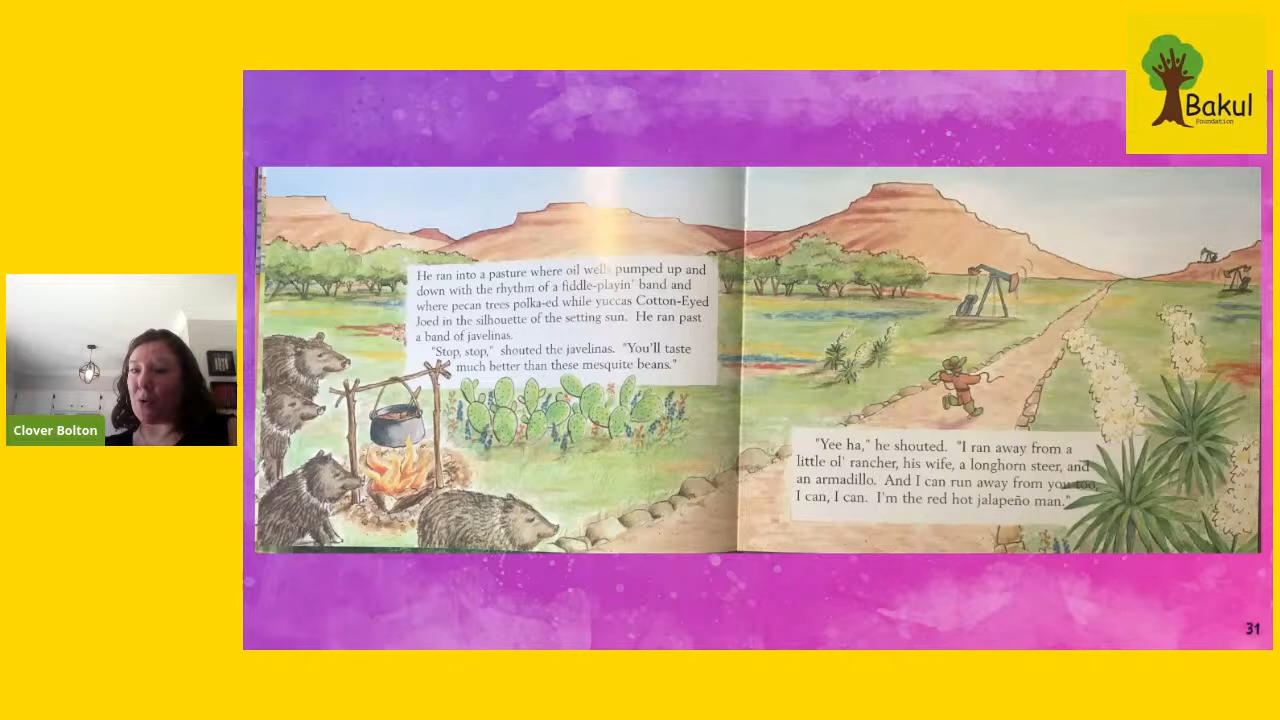 Bakul
Foundation
He ran into a pasture where oil wells pumped up and
down with the rhythm of a fiddle-playin' band and
where pecan trees polka-ed while yuccas Cotton-Eyed
Joed in the silhouette of the setting sun. He ran past
a band of javelinas.
"Stop, stop," shouted the javelinas. "You'll taste
much better than these mesquite beans."
"Yee ha," he shouted. "I ran away from a
little ol' rancher, his wife, a longhorn steer, and
an armadillo. And I can run away from you too,
I can, I can. I'm the red hot jalapeño man."
Clover Bolton
31